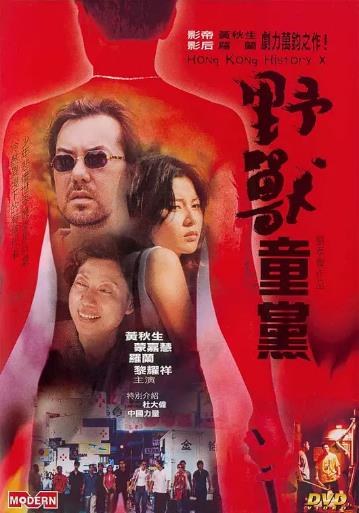 影帝 黃秋生 劇力萬鈞之作！
影后 羅蘭
HONG KONG HISTORY X
野獸童黨
黃秋生
蒙嘉慧
羅蘭
黎耀祥
主演
特別介紹
杜大偉
中國力量
MODERN
DVD
VIDEO